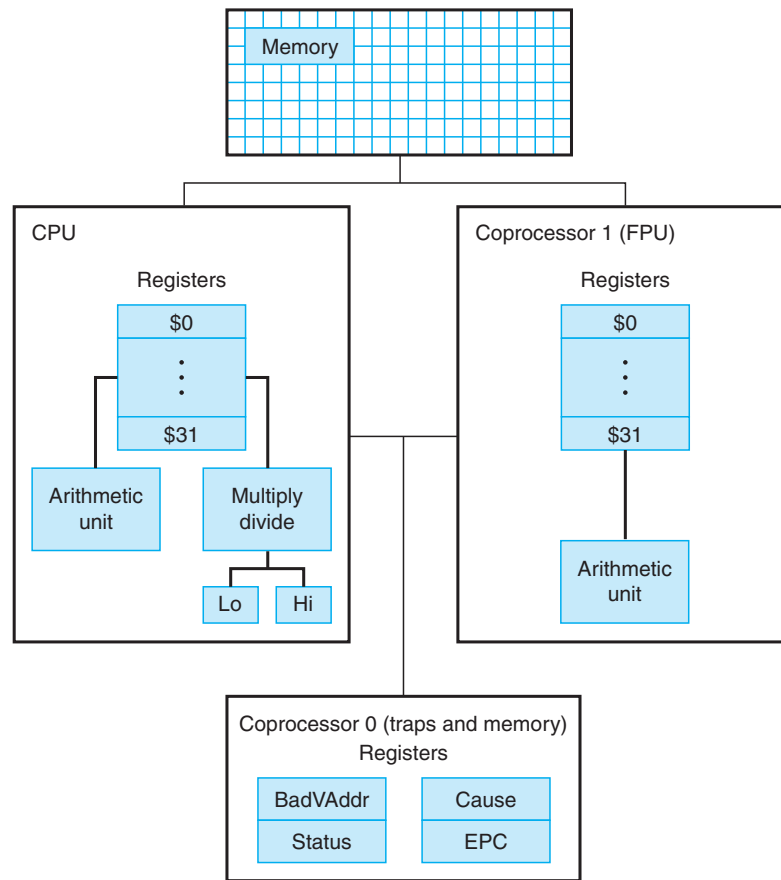 Memory
CPU
Registers
$0
$31
Arithmetic
unit
Multiply
divide
Lo
Hi
Coprocessor 1 (FPU)
Registers
$0
$31
Arithmetic
unit
Coprocessor 0 (traps and memory)
Registers
BadVAddr
Cause
Status
EPC